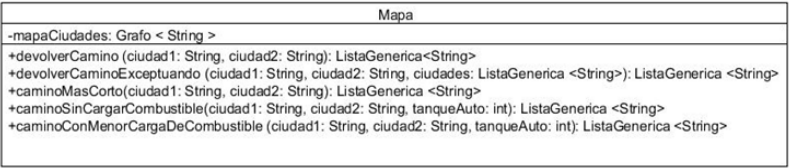 Mapa
-mapaCiudades: Grafo < String >
+devolverCamino (ciudad1: String, ciudad2: String): ListaGenerica<String>
+devolverCaminoExceptuando (ciudad1: String, ciudad2: String, ciudades: ListaGenerica <String>): ListaGenerica <String>
+caminoMasCorto(ciudad1: String, ciudad2: String): ListaGenerica <String>
+caminoSinCargarCombustible(ciudad1: String, ciudad2: String, tanqueAuto: int): ListaGenerica <String>
+caminoConMenorCargaDeCombustible (ciudad1: String, ciudad2: String, tanqueAuto: int): ListaGenerica <String>